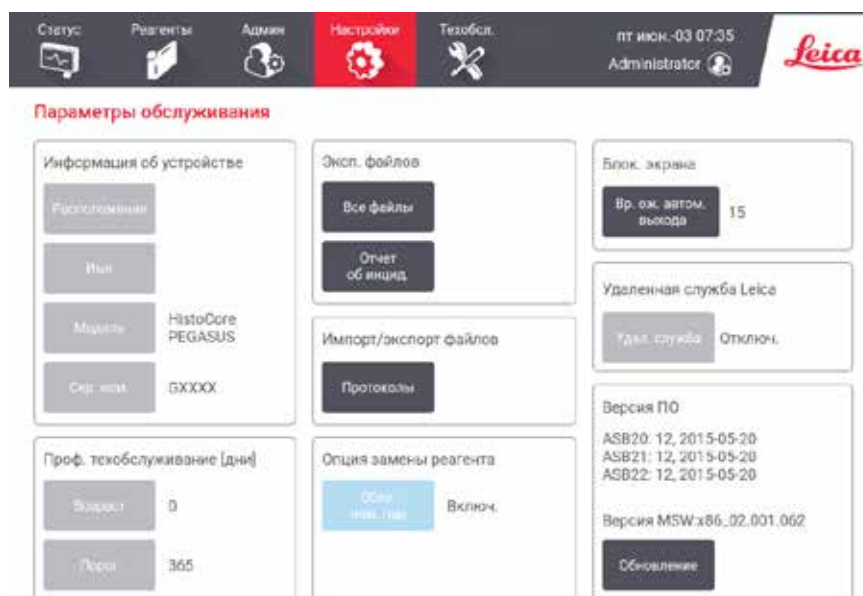 Статус
Реагенты
Админ
Настройки
Техобсл.
пт июн.-03 07:35
Administrator
Leica
Параметры обслуживания
Информация об устройстве
Расположение
Имя
Модель
HistoCore
PEGASUS
Сер. ном.
GXXXX
Проф. техобслуживание [дни]
Возраст
0
Порог
365
Эксп. файлов
Все файлы
Отчет
об инцид.
Импорт/экспорт файлов
Протоколы
Опция замены реагента
Включ.
Блок. экрана
Вр. ож. автом.
выхода
15
Удаленная служба Leica
Удал. служба
Отключ.
Версия ПО
ASB20: 12, 2015-05-20
ASB21: 12, 2015-05-20
ASB22: 12, 2015-05-20
Версия MSW:x86_02.001.062
Обновление